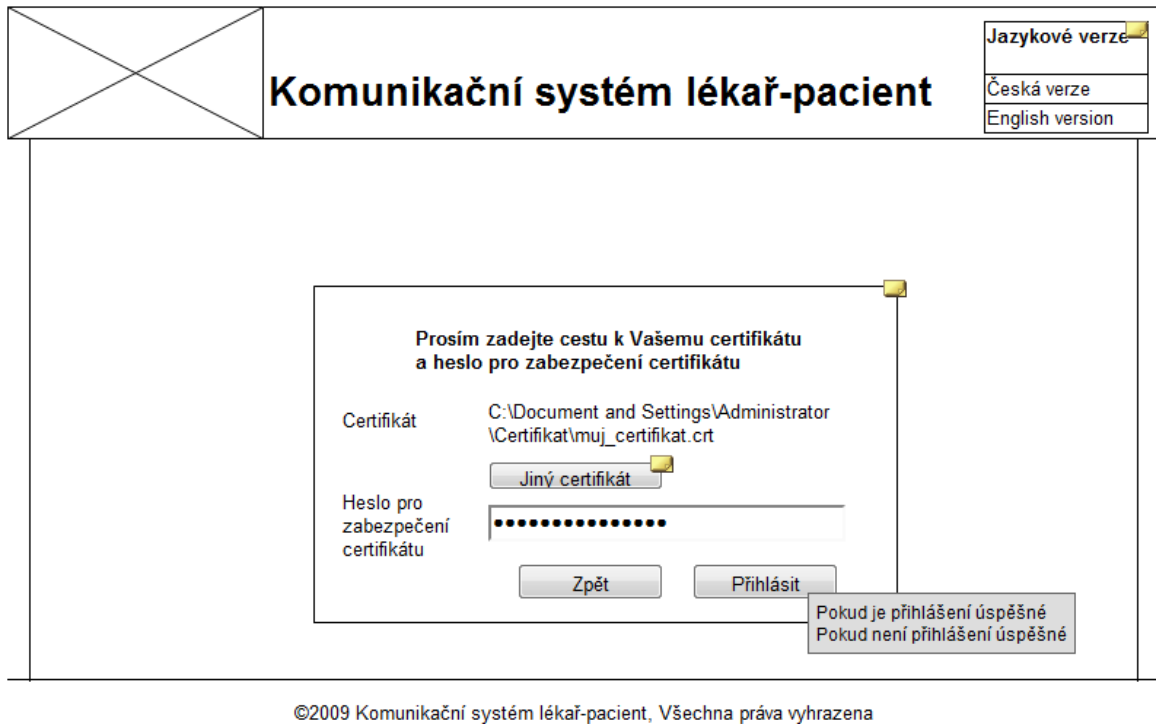 Jazykové verze
Komunikační systém lékař-pacient
Česká verze
English version
Prosím zadejte cestu k Vašemu certifikátu
a heslo pro zabezpečení certifikátu
Certifikát
C:\Document and Settings\Administrator
\Certifikat\muj_certifikat.crt
Jiný certifikát
Heslo pro
zabezpečení
certifikátu
•••••••••••••••
Zpět
Přihlásit
Pokud je přihlášení úspěšné
Pokud není přihlášení úspěšné
©2009 Komunikační systém lékař-pacient, Všechna práva vyhrazena